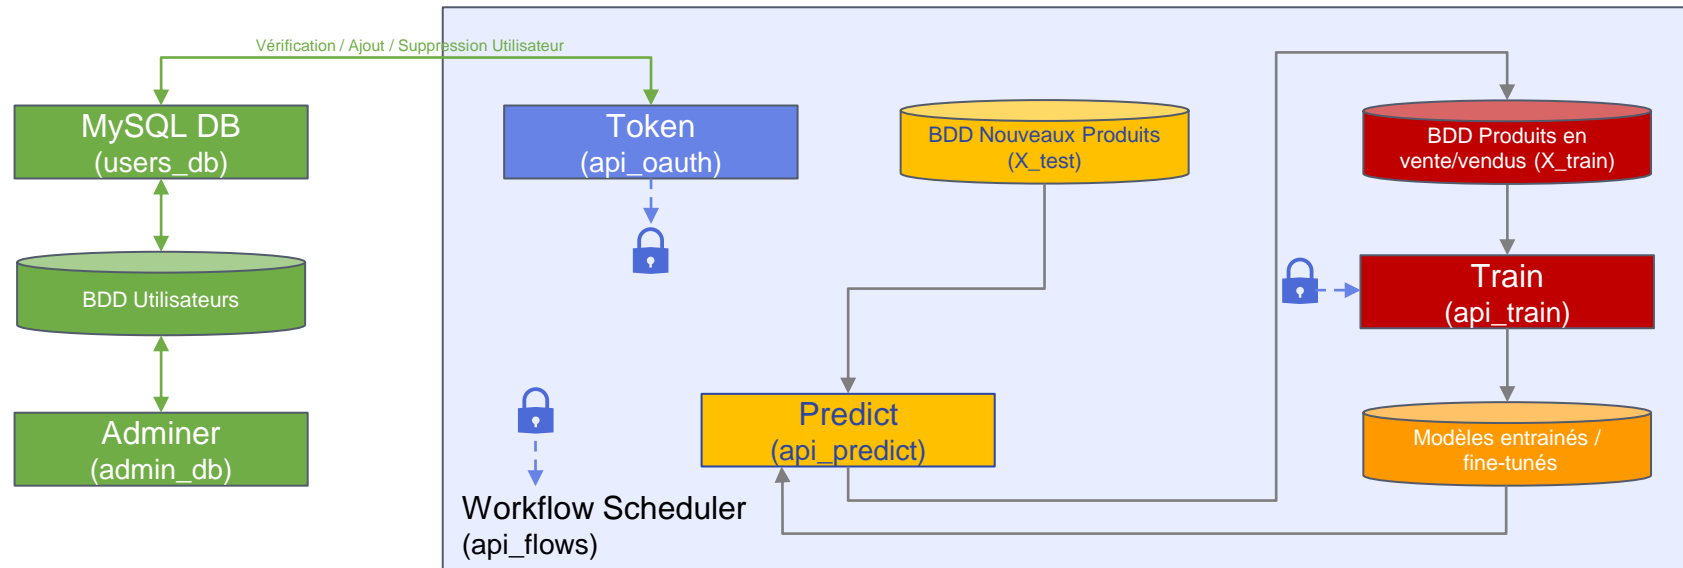 Vérification / Ajout / Suppression Utilisateur
MySQL DB
(users_db)
Token
(api_oauth)
BDD Nouveaux Produits
(X_test)
BDD Produits en
vente/vendus (X_train)
BDD Utilisateurs
Train
(api_train)
Adminer
(admin_db)
Predict
(api_predict)
Modèles entrainés /
fine-tunés
Workflow Scheduler
(api_flows)